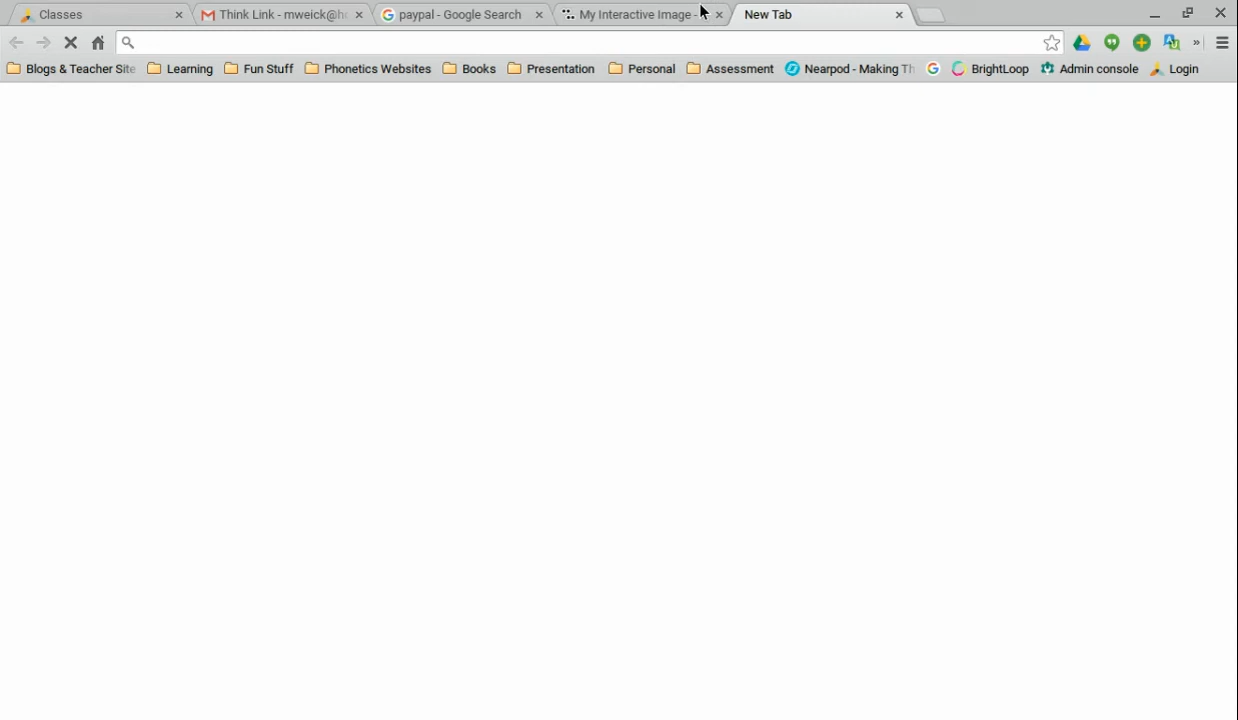 Classes
Think Link - mweick@h
paypal - Google Search
My Interactive Image -
New Tab
Blogs & Teacher Site
Learning
Fun Stuff
Phonetics Websites
Books
Presentation
Personal
Assessment
Nearpod - Making Th
BrightLoop
Admin console
Login